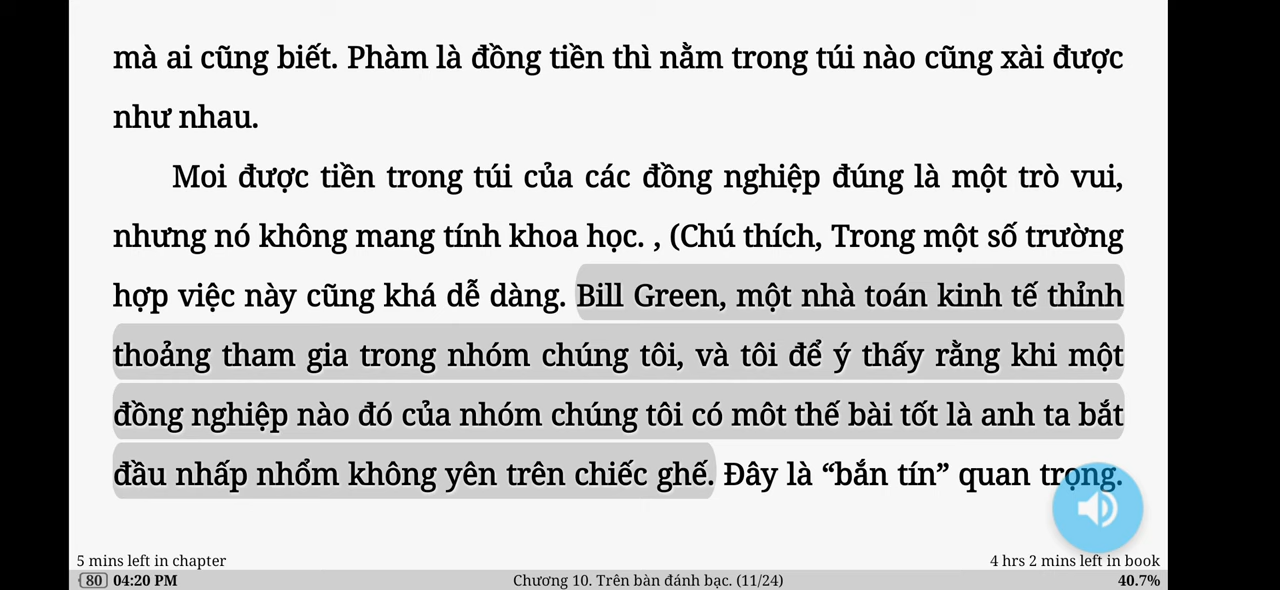 mà ai cũng biết. Phàm là đồng tiền thì nằm trong túi nào cũng xài được
như nhau.
Moi được tiền trong túi của các đồng nghiệp đúng là một trò vui,
nhưng nó không mang tính khoa học. , (Chú thích, Trong một số trường
hợp việc này cũng khá dễ dàng. Bill Green, một nhà toán kinh tế thỉnh
thoảng tham gia trong nhóm chúng tôi, và tôi để ý thấy rằng khi một
đồng nghiệp nào đó của nhóm chúng tôi có môt thế bài tốt là anh ta bắt
đầu nhấp nhổm không yên trên chiếc ghế. Đây là “bắn tín” quan trọng.
5 mins left in chapter
4 hrs 2 mins left in book
80 04:20 PM
Chương 10. Trên bàn đánh bạc. (11/24)
40.7%